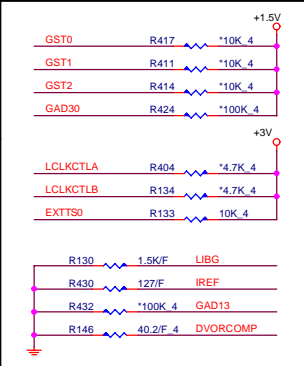 +1.5V
GST0 R417 *10K_4
GST1 R411 *10K_4
GST2 R414 *10K_4
GAD30 R424 *100K_4
+3V
LCLKCTLA R404 *4.7K_4
LCLKCTLB R134 *4.7K_4
EXTTS0 R133 10K_4
R130 1.5K/F LIBG
R430 127/F IREF
R432 *100K_4 GAD13
R146 40.2/F_4 DVORCOMP